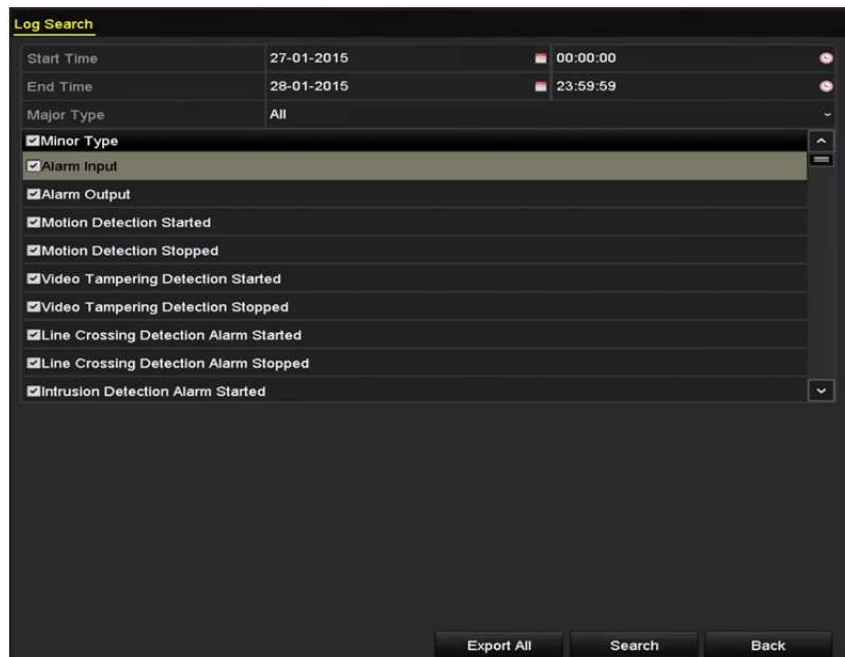 Log Search
Start Time 27-01-2015 00:00:00
End Time 28-01-2015 23:59:59
Major Type All
Minor Type
Alarm Input
Alarm Output
Motion Detection Started
Motion Detection Stopped
Video Tampering Detection Started
Video Tampering Detection Stopped
Line Crossing Detection Alarm Started
Line Crossing Detection Alarm Stopped
Intrusion Detection Alarm Started
Export All Search Back